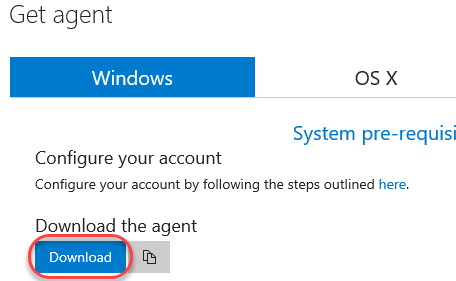 Get agent
Windows
OS X
System pre-requisi
Configure your account
Configure your account by following the steps outlined here.
Download the agent
Download